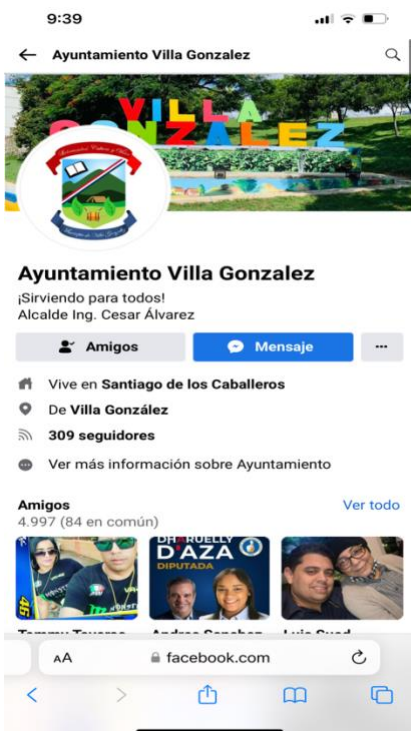 9:39
Ayuntamiento Villa Gonzalez
VILLA
GONZALEZ
Ayuntamiento Villa Gonzalez
¡Sirviendo para todos!
Alcalde Ing. Cesar Álvarez
Amigos
Mensaje
Vive en Santiago de los Caballeros
De Villa González
309 seguidores
Ver más información sobre Ayuntamiento
Amigos
Ver todo
4.997 (84 en común)
46
DHARUELLY
D'AZA
DIPUTADA
AA
facebook.com